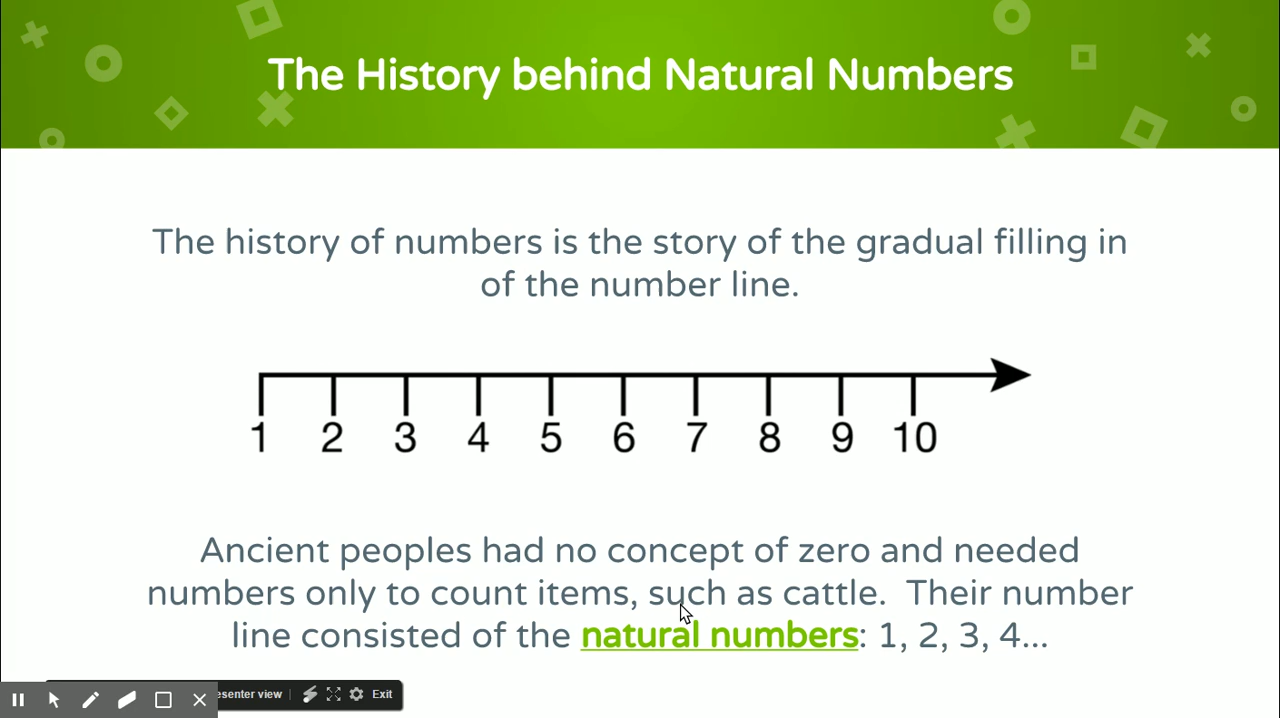 The History behind Natural Numbers
The history of numbers is the story of the gradual filling in
of the number line.
1 2 3 4 5 6 7 8 9 10
Ancient peoples had no concept of zero and needed
numbers only to count items, such as cattle.  Their number
line consisted of the natural numbers: 1, 2, 3, 4...
esenter view | Exit